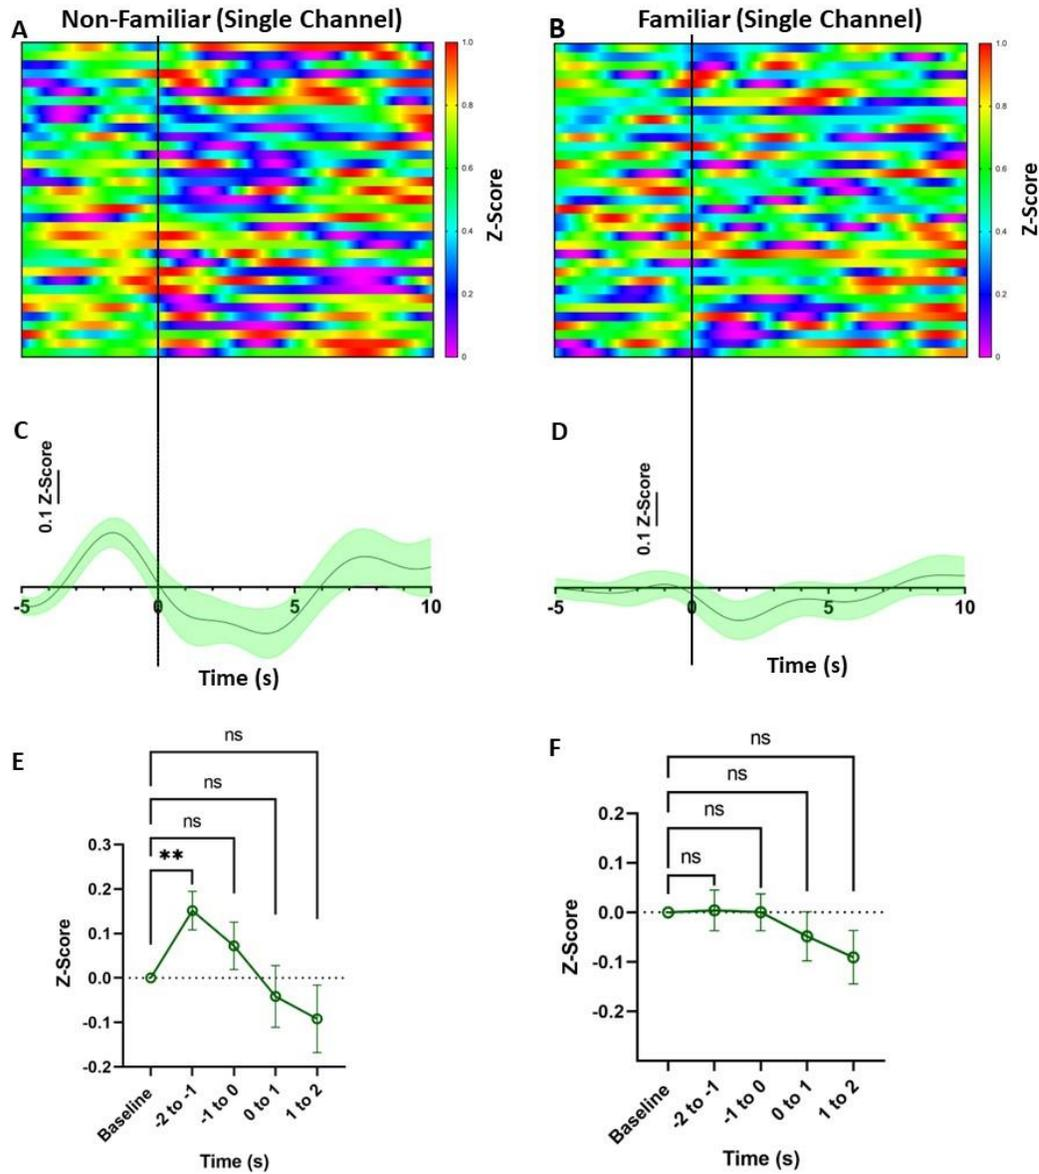 A
Non-Familiar (Single Channel)
1.0
0.8
0.6
0.4
0.2
0
Z-Score
B
Familiar (Single Channel)
1.0
0.8
0.6
0.4
0.2
0
Z-Score
C
0.1 Z-Score
-5
0
5
10
Time (s)
D
0.1 Z-Score
-5
0
5
10
Time (s)
E
ns
ns
ns
**
0.3
0.2
0.1
0.0
-0.1
-0.2
Z-Score
Baseline
-2 to -1
-1 to 0
0 to 1
1 to 2
Time (s)
F
ns
ns
ns
ns
0.2
0.1
0.0
-0.1
-0.2
Z-Score
Baseline
-2 to -1
-1 to 0
0 to 1
1 to 2
Time (s)